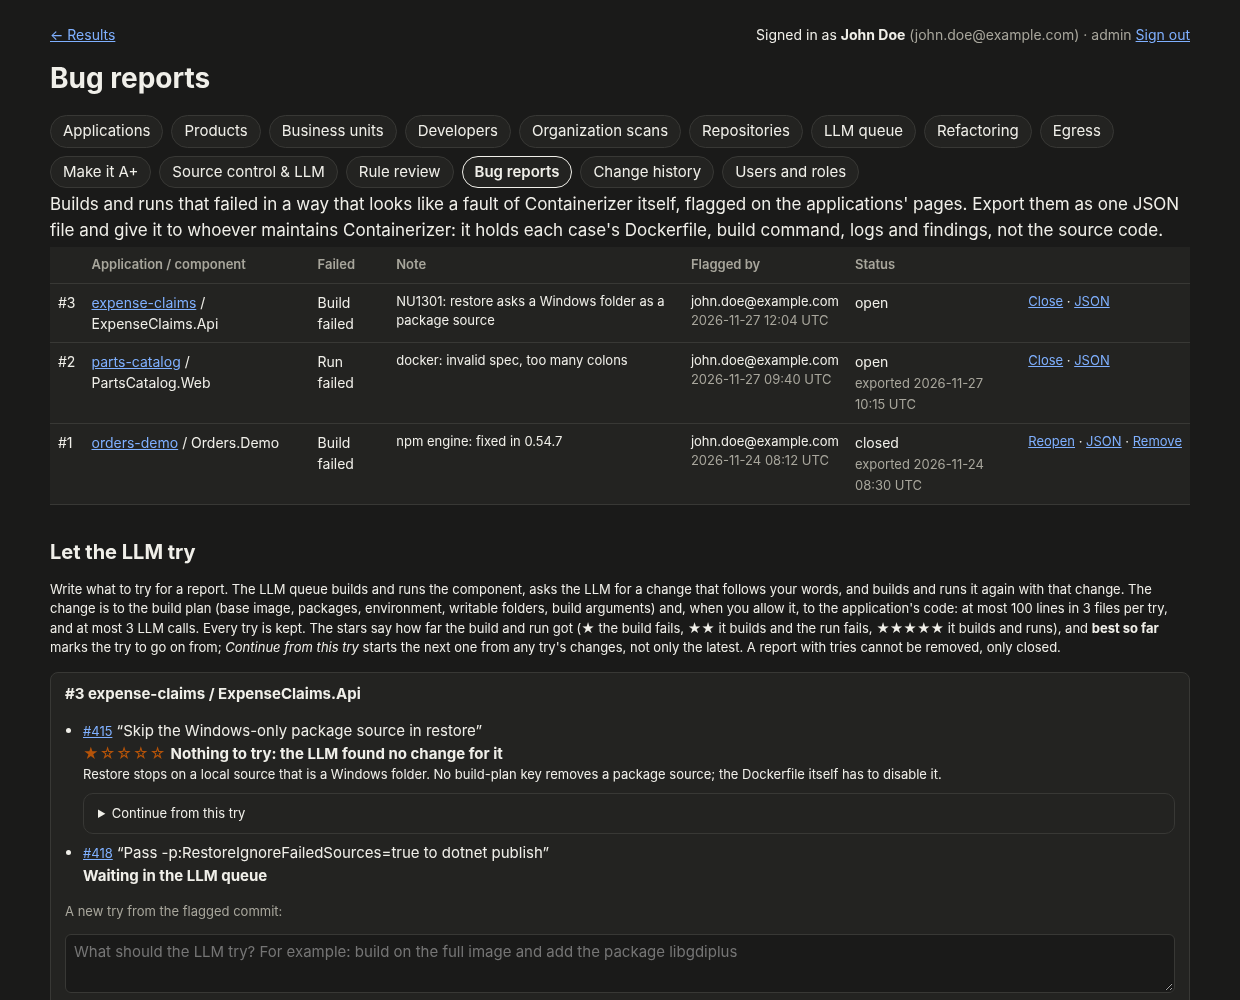 ← Results
Signed in as John Doe (john.doe@example.com) · admin Sign out
Bug reports
Applications Products Business units Developers Organization scans Repositories LLM queue Refactoring Egress
Make it A+ Source control & LLM Rule review Bug reports Change history Users and roles
Builds and runs that failed in a way that looks like a fault of Containerizer itself, flagged on the applications' pages. Export them as one JSON
file and give it to whoever maintains Containerizer: it holds each case's Dockerfile, build command, logs and findings, not the source code.
Application / component Failed Note Flagged by Status
#3 expense-claims / Build NU1301: restore asks a Windows folder as a john.doe@example.com open Close · JSON
ExpenseClaims.Api failed package source 2026-11-27 12:04 UTC
#2 parts-catalog / Run docker: invalid spec, too many colons john.doe@example.com open Close · JSON
PartsCatalog.Web failed 2026-11-27 09:40 UTC exported 2026-11-27
10:15 UTC
#1 orders-demo / Orders.Demo Build npm engine: fixed in 0.54.7 john.doe@example.com closed Reopen · JSON · Remove
failed 2026-11-24 08:12 UTC exported 2026-11-24
08:30 UTC
Let the LLM try
Write what to try for a report. The LLM queue builds and runs the component, asks the LLM for a change that follows your words, and builds and runs it again with that change. The
change is to the build plan (base image, packages, environment, writable folders, build arguments) and, when you allow it, to the application's code: at most 100 lines in 3 files per try,
and at most 3 LLM calls. Every try is kept. The stars say how far the build and run got (★ the build fails, ★★ it builds and the run fails, ★★★★★ it builds and runs), and best so far
marks the try to go on from; Continue from this try starts the next one from any try's changes, not only the latest. A report with tries cannot be removed, only closed.
#3 expense-claims / ExpenseClaims.Api
• #415 “Skip the Windows-only package source in restore”
★☆☆☆☆ Nothing to try: the LLM found no change for it
Restore stops on a local source that is a Windows folder. No build-plan key removes a package source; the Dockerfile itself has to disable it.
▶ Continue from this try
• #418 “Pass -p:RestoreIgnoreFailedSources=true to dotnet publish”
Waiting in the LLM queue
A new try from the flagged commit:
What should the LLM try? For example: build on the full image and add the package libgdiplus